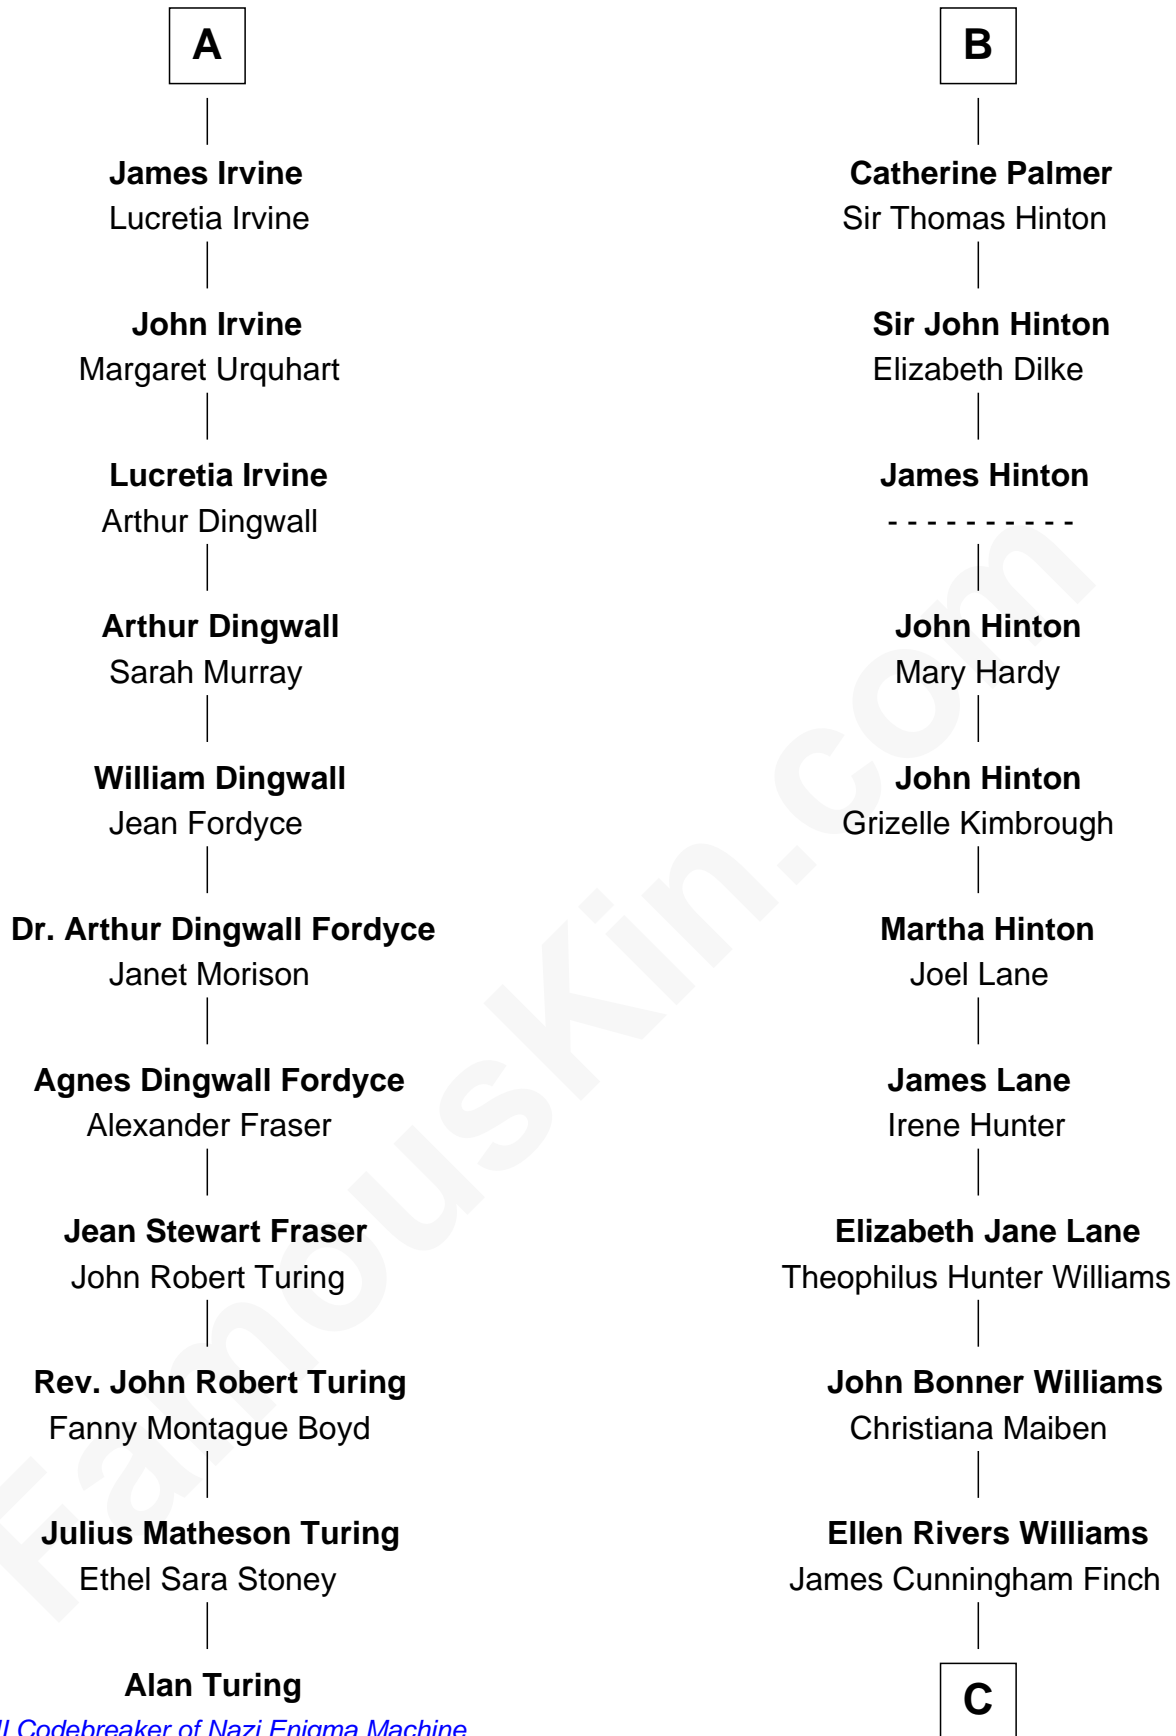 A
James Irvine
Lucretia Irvine
John Irvine
Margaret Urquhart
Lucretia Irvine
Arthur Dingwall
Arthur Dingwall
Sarah Murray
William Dingwall
Jean Fordyce
Dr. Arthur Dingwall Fordyce
Janet Morison
Agnes Dingwall Fordyce
Alexander Fraser
Jean Stewart Fraser
John Robert Turing
Rev. John Robert Turing
Fanny Montague Boyd
Julius Matheson Turing
Ethel Sara Stoney
Alan Turing
Codebreaker of Nazi Enigma Machine
B
Catherine Palmer
Sir Thomas Hinton
Sir John Hinton
Elizabeth Dilke
James Hinton
- - - - - - - - - -
John Hinton
Mary Hardy
John Hinton
Grizelle Kimbrough
Martha Hinton
Joel Lane
James Lane
Irene Hunter
Elizabeth Jane Lane
Theophilus Hunter Williams
John Bonner Williams
Christiana Maiben
Ellen Rivers Williams
James Cunningham Finch
C
FamousKin.com